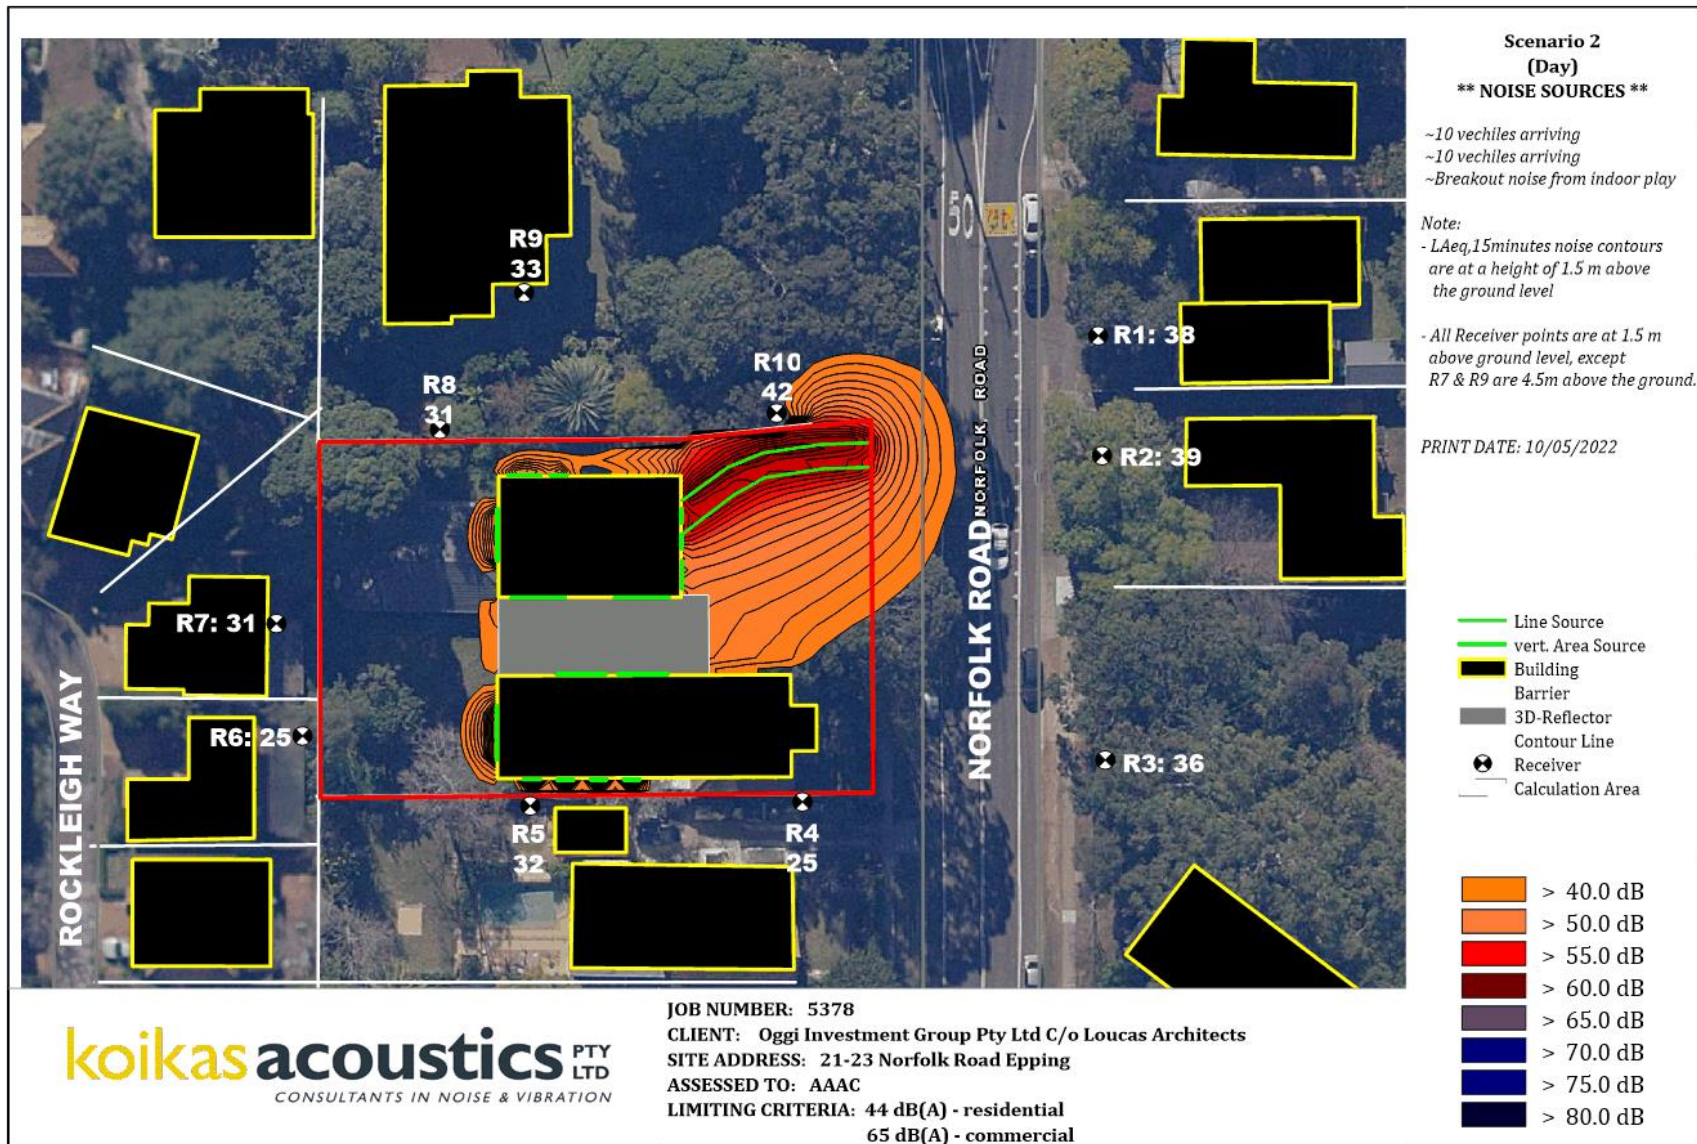 Scenario 2
(Day)
** NOISE SOURCES **
~10 vechiles arriving
~10 vechiles arriving
~Breakout noise from indoor play
Note:
- LAeq,15minutes noise contours
are at a height of 1.5 m above
the ground level
- All Receiver points are at 1.5 m
above ground level, except
R7 & R9 are 4.5m above the ground.
PRINT DATE: 10/05/2022
R9
33
50
R1: 38
R10
42
R8
31
R2: 39
NORFOLK ROAD
NORFOLK ROAD
R7: 31
R6: 25
R3: 36
ROCKLEIGH WAY
R5
32
R4
25
Line Source
vert. Area Source
Building
Barrier
3D-Reflector
Contour Line
Receiver
Calculation Area
> 40.0 dB
> 50.0 dB
> 55.0 dB
> 60.0 dB
> 65.0 dB
> 70.0 dB
> 75.0 dB
> 80.0 dB
koikas acoustics PTY LTD
CONSULTANTS IN NOISE & VIBRATION
JOB NUMBER: 5378
CLIENT: Oggi Investment Group Pty Ltd C/o Loucas Architects
SITE ADDRESS: 21-23 Norfolk Road Epping
ASSESSED TO: AAAC
LIMITING CRITERIA: 44 dB(A) - residential
65 dB(A) - commercial